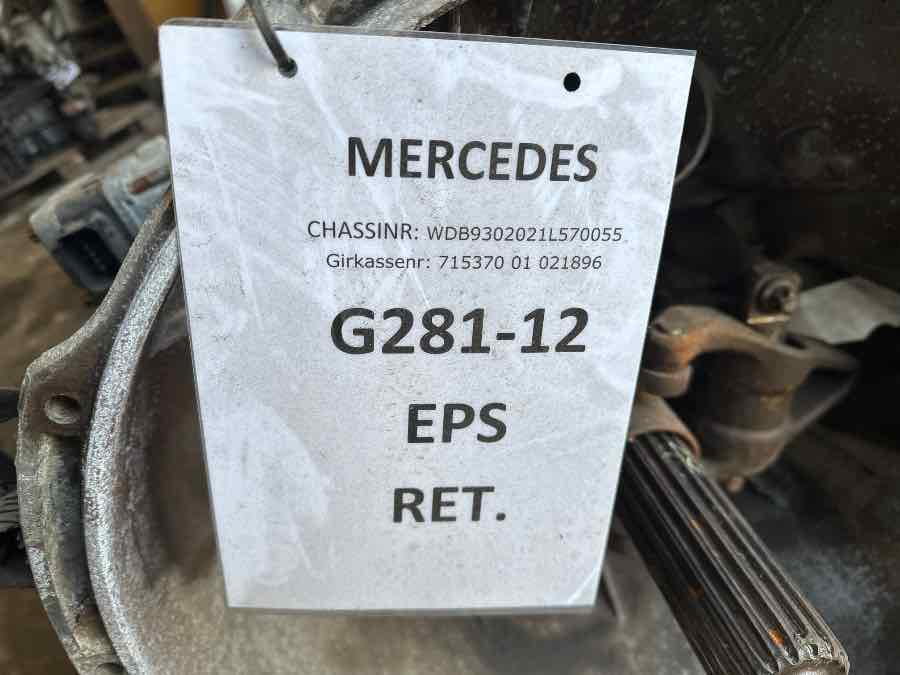 MERCEDES
CHASSINR: WDB9302021L570055
Girkassenr: 715370 01 021896
G281-12
EPS
RET.